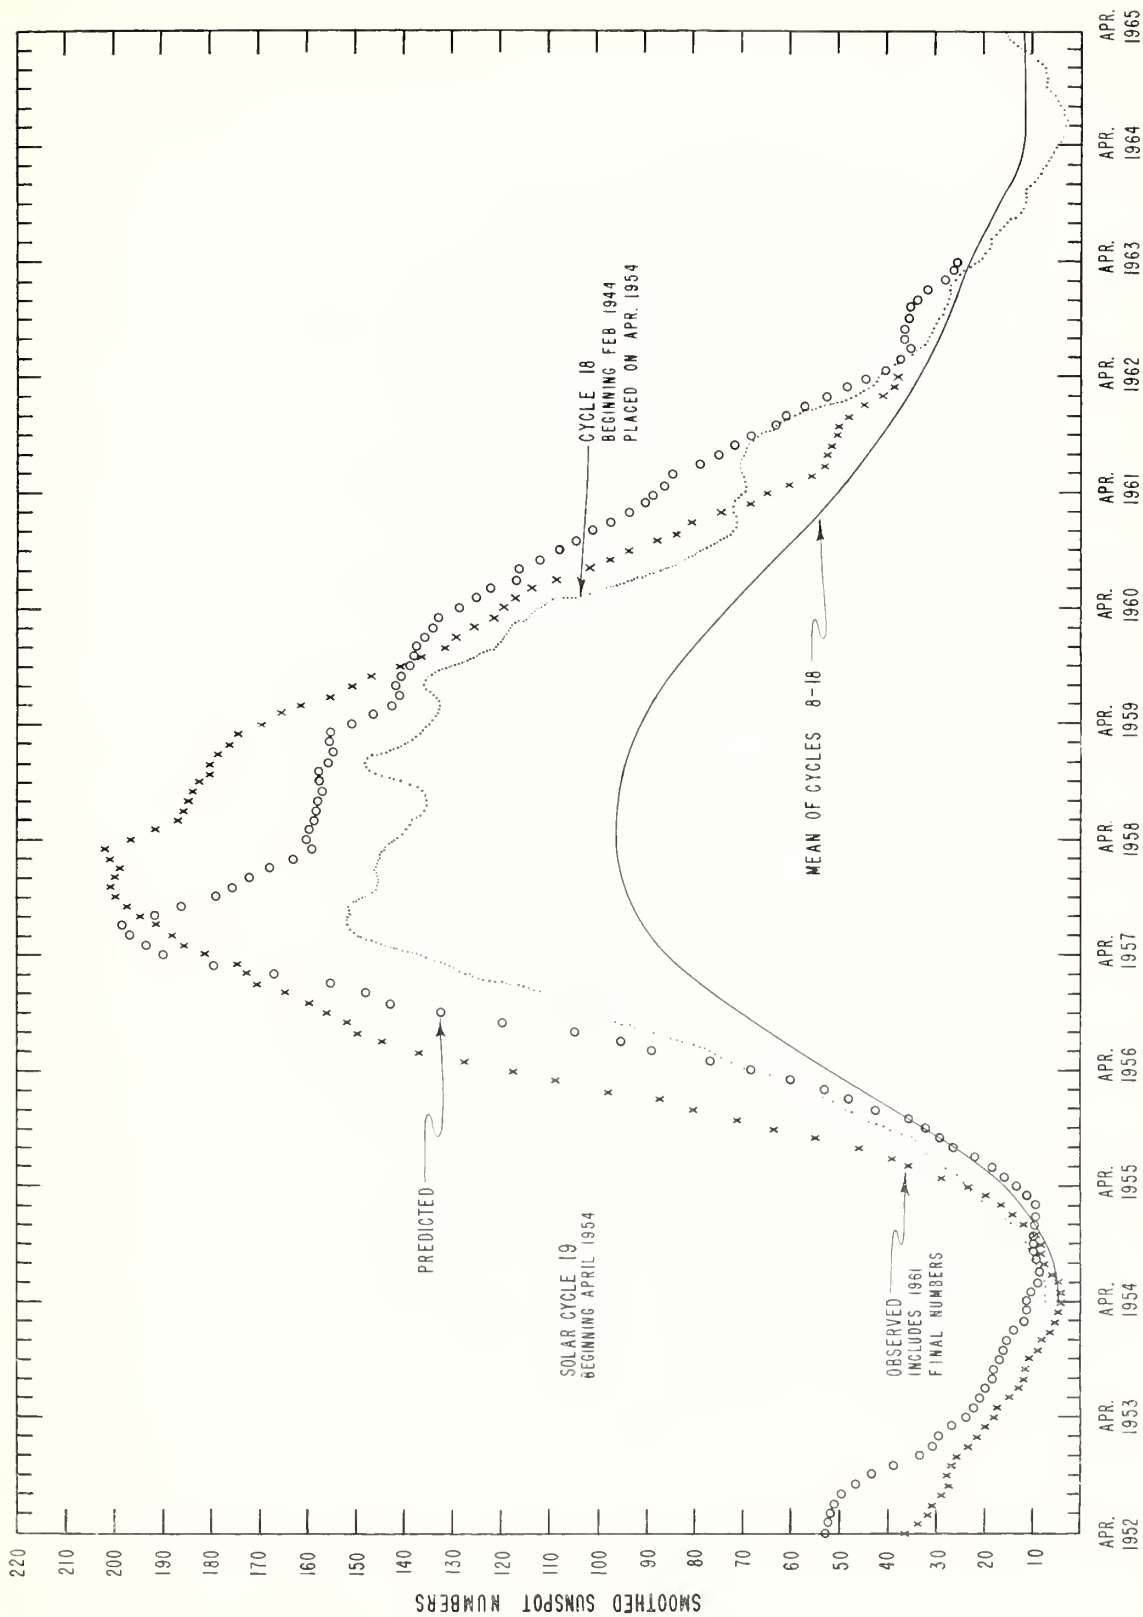 SMOOTHED SUNSPOT NUMBERS
220
210
200
190
180
170
160
150
140
130
120
110
100
90
80
70
60
50
40
30
20
10
PREDICTED
SOLAR CYCLE 19
BEGINNING APRIL 1954
OBSERVED
INCLUDES 1961
FINAL NUMBERS
CYCLE 18
BEGINNING FEB 1944
PLACED ON APR. 1954
MEAN OF CYCLES 8-18
APR.
1952
APR.
1953
APR.
1954
APR.
1955
APR.
1956
APR.
1957
APR.
1958
APR.
1959
APR.
1960
APR.
1961
APR.
1962
APR.
1963
APR.
1964
APR.
1965